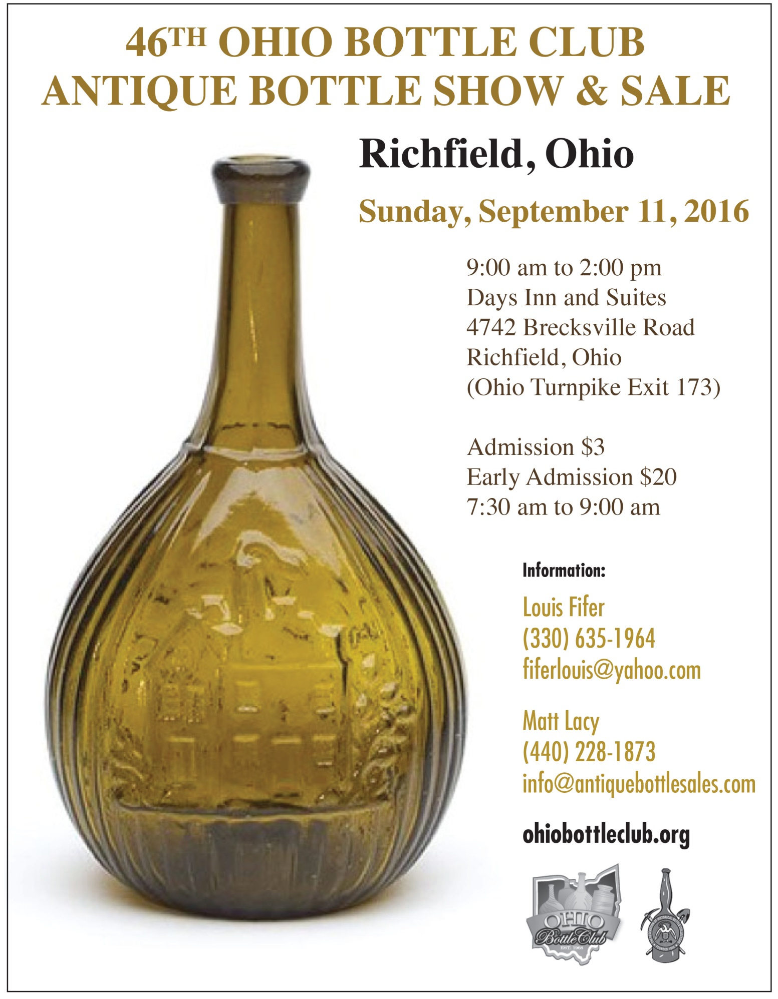 46TH OHIO BOTTLE CLUB
ANTIQUE BOTTLE SHOW & SALE
Richfield, Ohio
Sunday, September 11, 2016
9:00 am to 2:00 pm
Days Inn and Suites
4742 Brecksville Road
Richfield, Ohio
(Ohio Turnpike Exit 173)
Admission $3
Early Admission $20
7:30 am to 9:00 am
Information:
Louis Fifer
(330) 635-1964
fiferlouis@yahoo.com
Matt Lacy
(440) 228-1873
info@antiquebottlesales.com
ohiobottleclub.org
OHIO
Bottle Club
EST. 1968